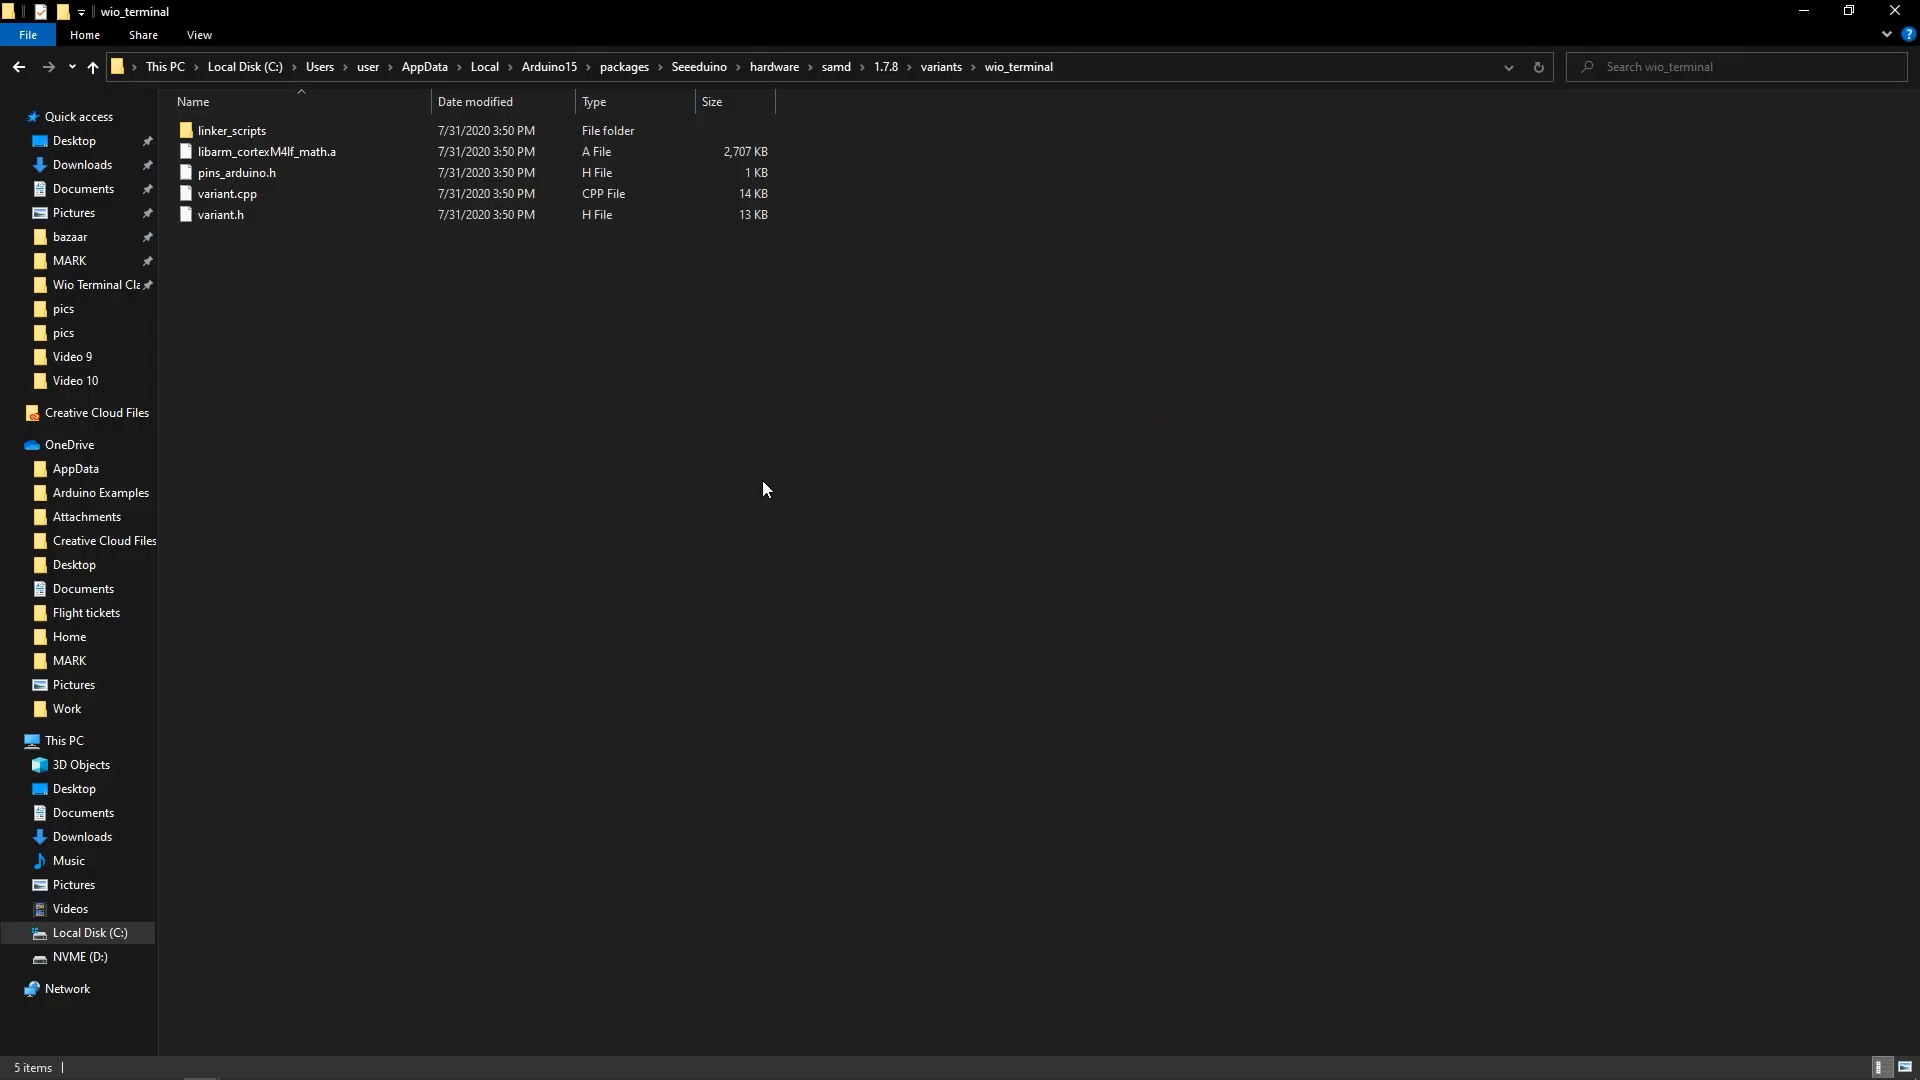 wio_terminal
File Home Share View
This PC Local Disk (C:) Users user AppData Local Arduino15 packages Seeeduino hardware samd 1.7.8 variants wio_terminal
Search wio_terminal
Name Date modified Type Size
linker_scripts 7/31/2020 3:50 PM File folder
libarm_cortexM4lf_math.a 7/31/2020 3:50 PM A File 2,707 KB
pins_arduino.h 7/31/2020 3:50 PM H File 1 KB
variant.cpp 7/31/2020 3:50 PM CPP File 14 KB
variant.h 7/31/2020 3:50 PM H File 13 KB
Quick access
Desktop
Downloads
Documents
Pictures
bazaar
MARK
Wio Terminal Cla
pics
pics
Video 9
Video 10
Creative Cloud Files
OneDrive
AppData
Arduino Examples
Attachments
Creative Cloud Files
Desktop
Documents
Flight tickets
Home
MARK
Pictures
Work
This PC
3D Objects
Desktop
Documents
Downloads
Music
Pictures
Videos
Local Disk (C:)
NVME (D:)
Network
5 items